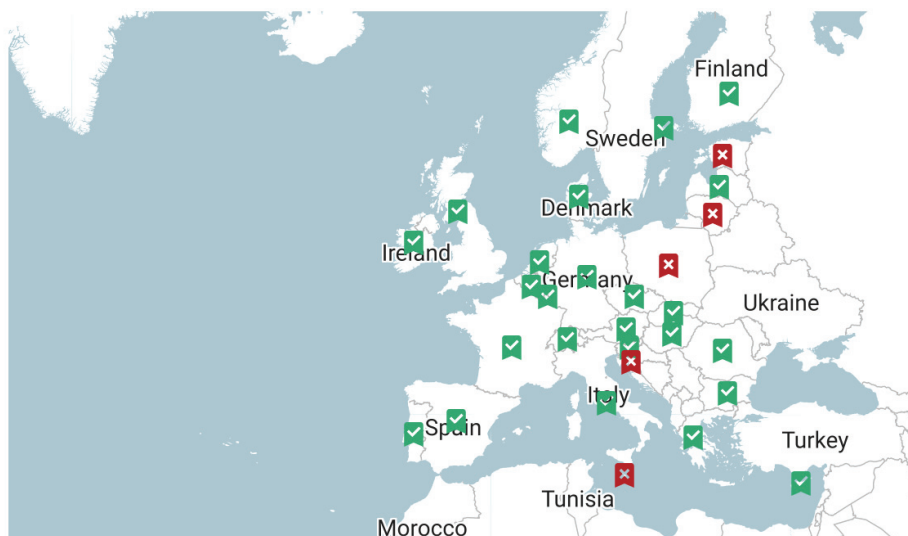 Finland
Sweden
Denmark
Ireland
Germany
Ukraine
Italy
Spain
Turkey
Tunisia
Morocco